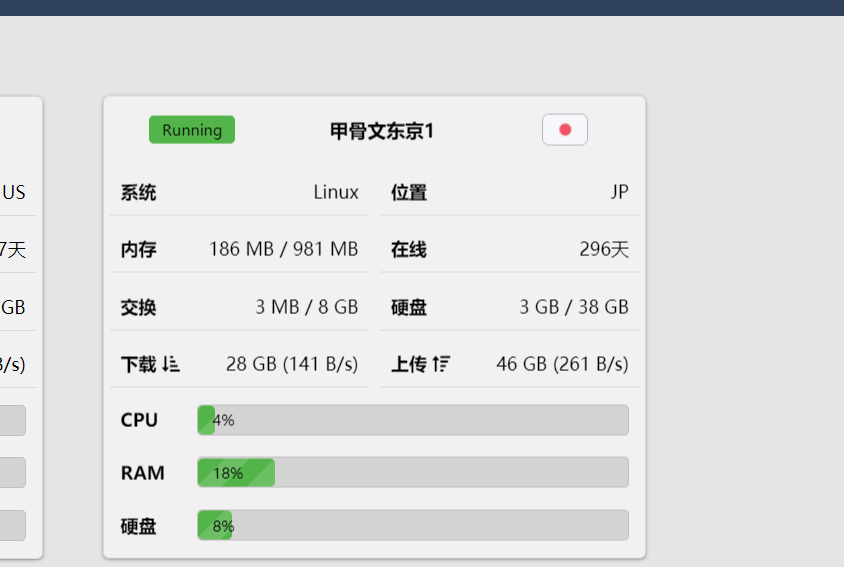 Running 甲骨文东京1
US 系统 Linux 位置 JP
7天 内存 186 MB / 981 MB 在线 296天
GB 交换 3 MB / 8 GB 硬盘 3 GB / 38 GB
B/s) 下载 28 GB (141 B/s) 上传 46 GB (261 B/s)
CPU 4%
RAM 18%
硬盘 8%